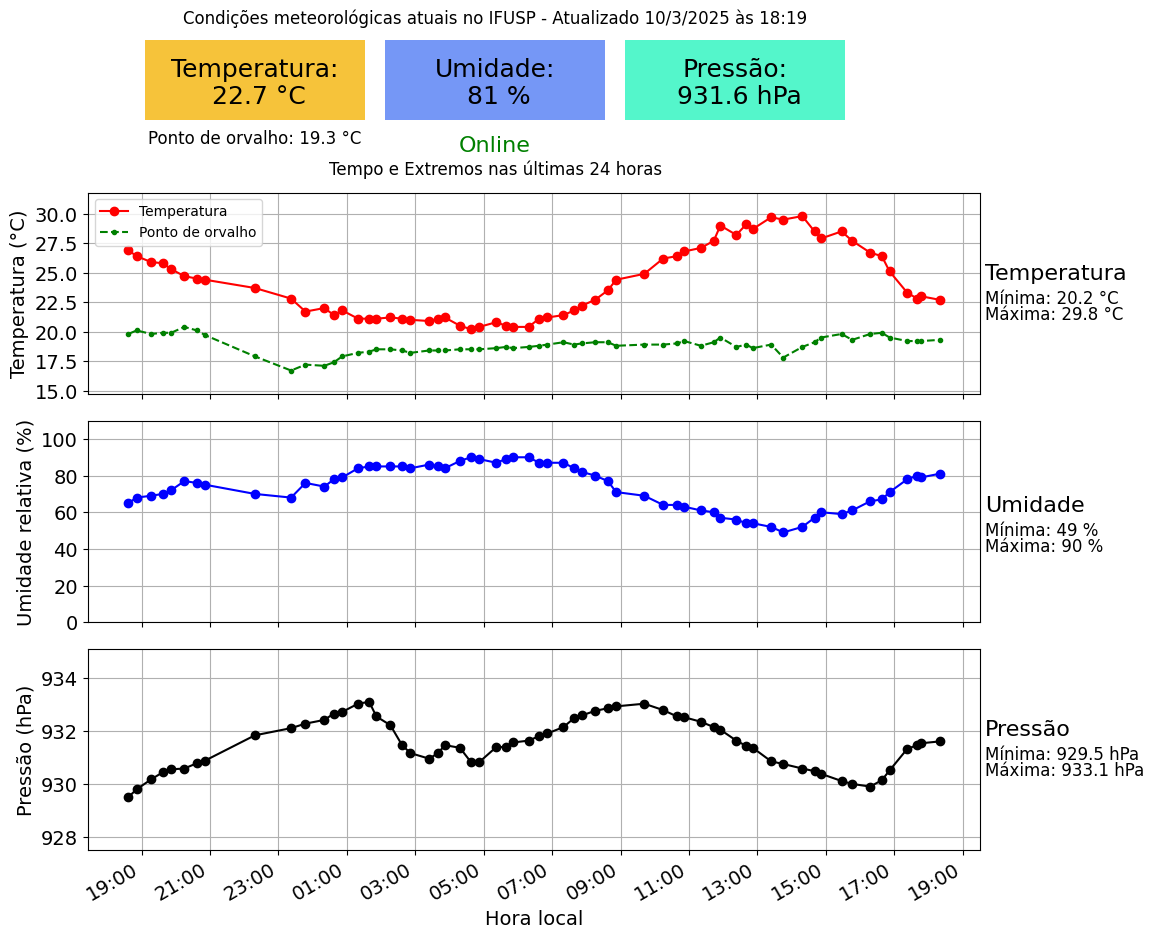 Condições meteorológicas atuais no IFUSP - Atualizado 10/3/2025 às 18:19
Temperatura:
22.7 °C
Umidade:
81 %
Pressão:
931.6 hPa
Ponto de orvalho: 19.3 °C
Online
Tempo e Extremos nas últimas 24 horas
Temperatura (°C)
30.0
27.5
25.0
22.5
20.0
17.5
15.0
Temperatura
Ponto de orvalho
Temperatura
Mínima: 20.2 °C
Máxima: 29.8 °C
Umidade relativa (%)
100
80
60
40
20
0
Umidade
Mínima: 49 %
Máxima: 90 %
Pressão (hPa)
934
932
930
928
Pressão
Mínima: 929.5 hPa
Máxima: 933.1 hPa
19:00
21:00
23:00
01:00
03:00
05:00
07:00
09:00
11:00
13:00
15:00
17:00
19:00
Hora local